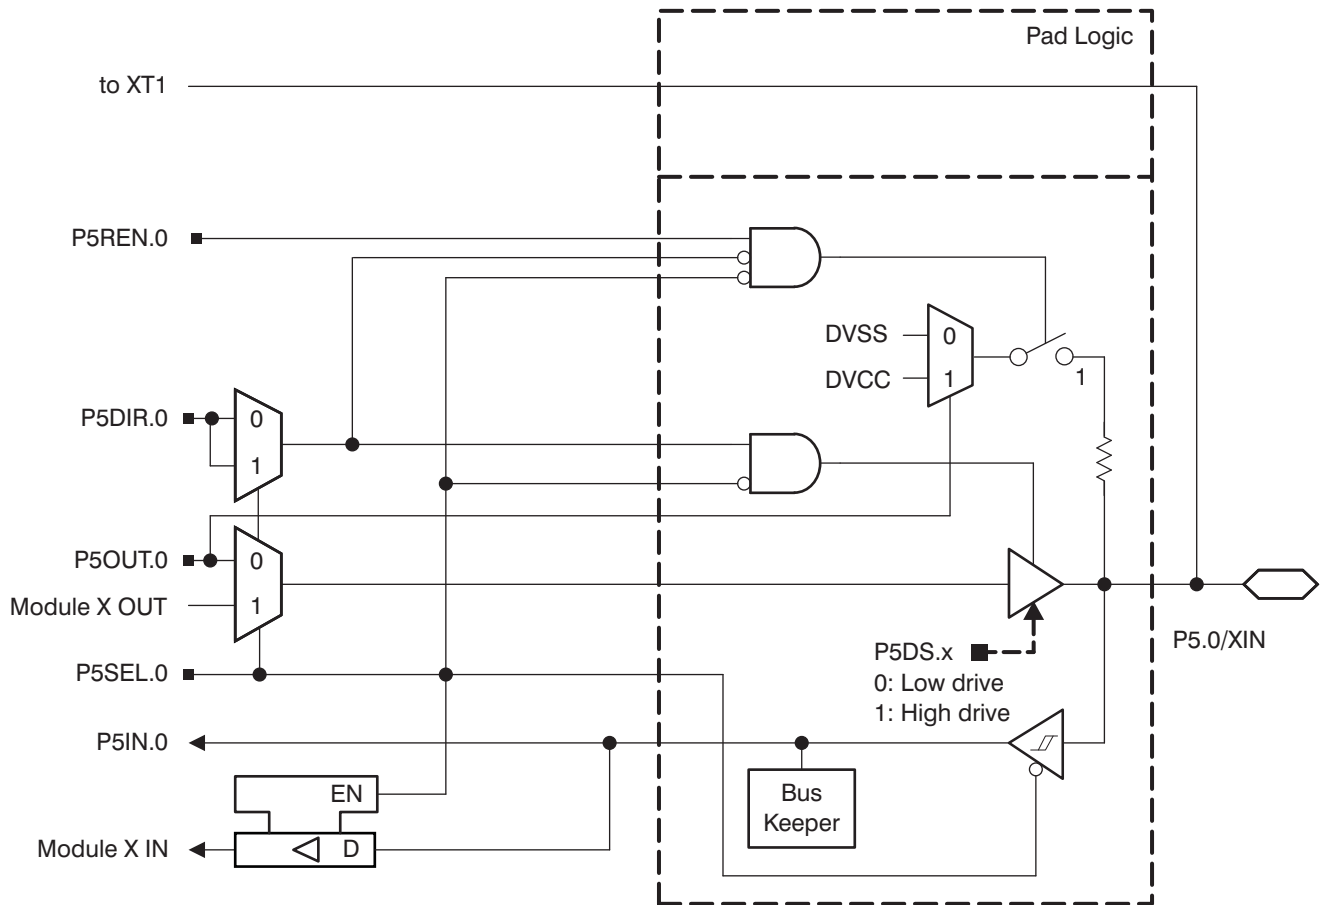 Pad Logic
to XT1
P5REN.0
DVSS
0
DVCC
1
1
P5DIR.0
0
1
P5OUT.0
0
Module X OUT
1
P5.0/XIN
P5DS.x
0: Low drive
1: High drive
P5SEL.0
P5IN.0
Bus
Keeper
EN
Module X IN
D